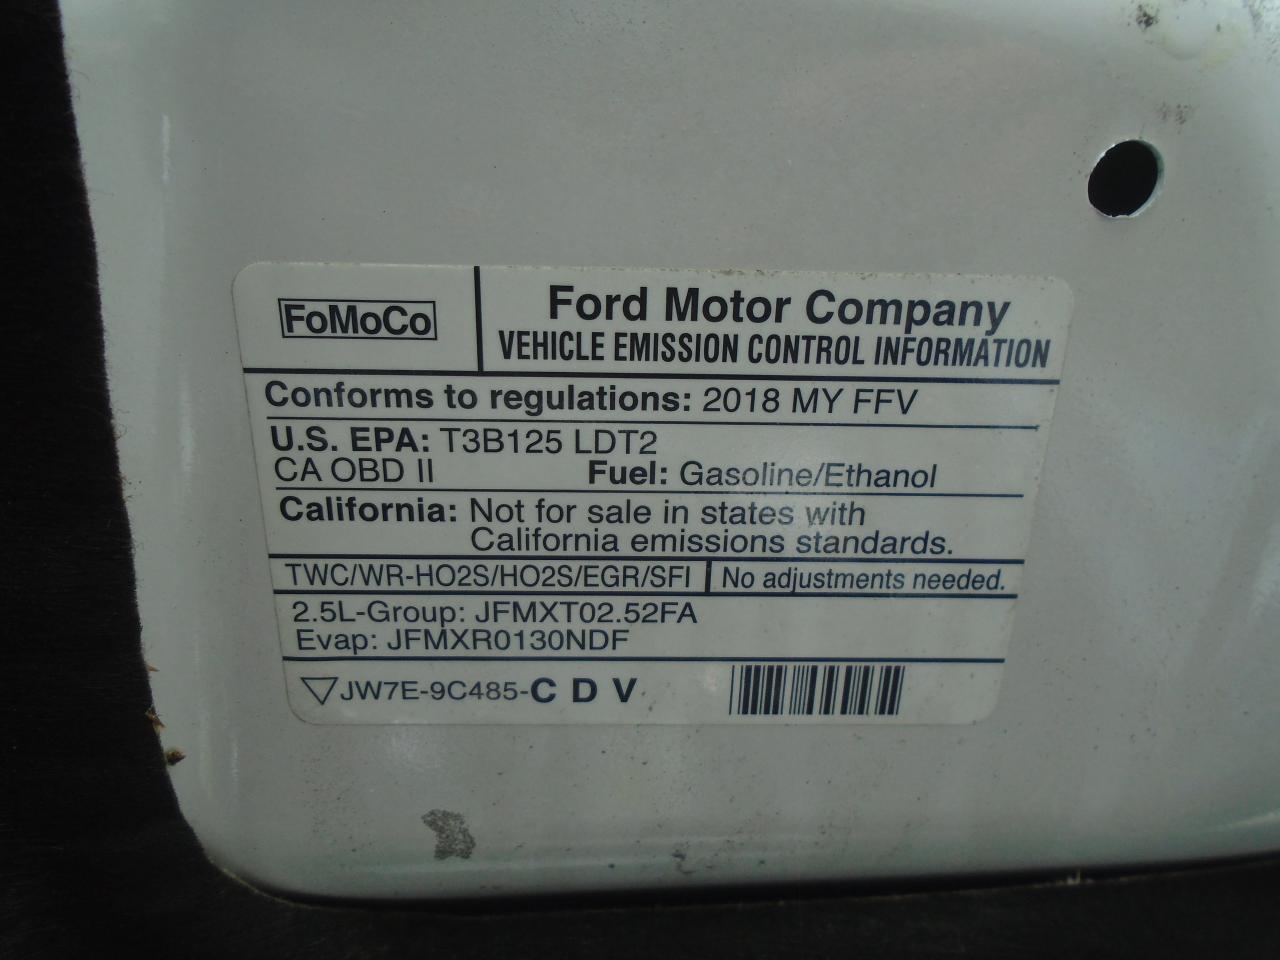 FoMoCo
Ford Motor Company
VEHICLE EMISSION CONTROL INFORMATION
Conforms to regulations: 2018 MY FFV
U.S. EPA: T3B125 LDT2
CA OBD II Fuel: Gasoline/Ethanol
California: Not for sale in states with
California emissions standards.
TWC/WR-HO2S/HO2S/EGR/SFI No adjustments needed.
2.5L-Group: JFMXT02.52FA
Evap: JFMXR0130NDF
JW7E-9C485-C D V